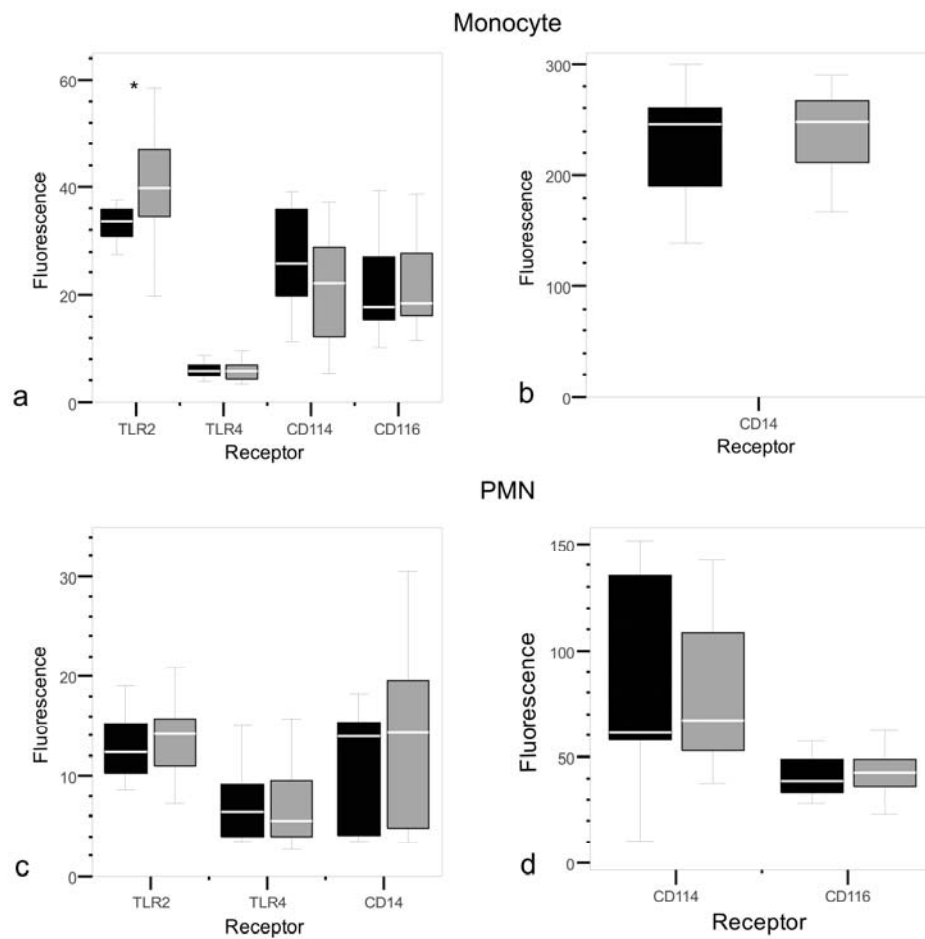 Monocyte
a
*
60
40
20
0
Fluorescence
TLR2 TLR4 CD114 CD116
Receptor
b
300
200
100
0
Fluorescence
CD14
Receptor
PMN
c
30
20
10
0
Fluorescence
TLR2 TLR4 CD14
Receptor
d
150
100
50
0
Fluorescence
CD114 CD116
Receptor